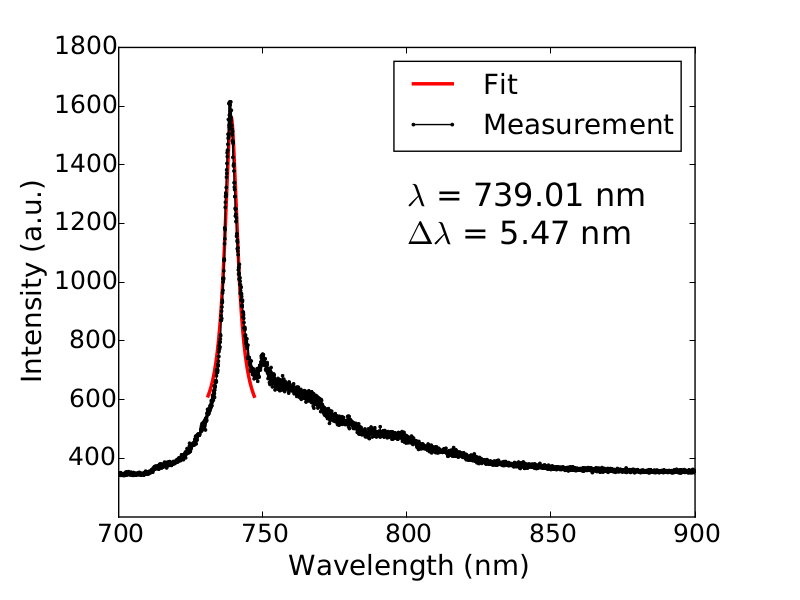 1800
1600
1400
1200
1000
800
600
400
Intensity (a.u.)
Fit
Measurement
λ = 739.01 nm
Δλ = 5.47 nm
700 750 800 850 900
Wavelength (nm)